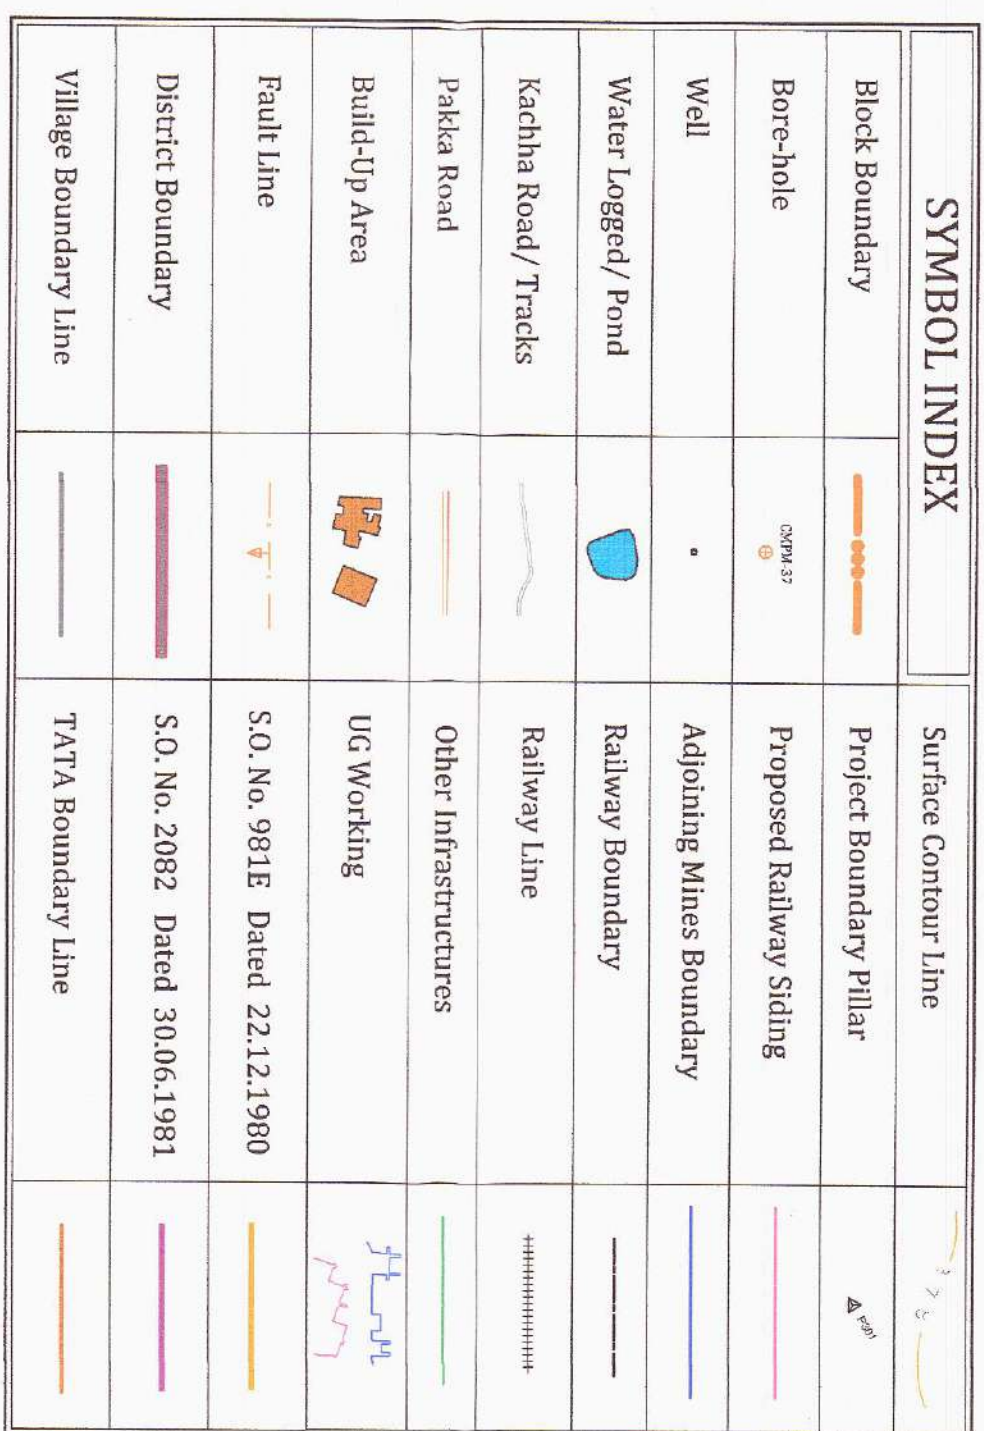 SYMBOL INDEX
Surface Contour Line
Block Boundary
Project Boundary Pillar
Bore-hole
CMPM-37
Proposed Railway Siding
Well
Adjoining Mines Boundary
Water Logged/ Pond
Railway Boundary
Kachha Road/ Tracks
Railway Line
Pakka Road
Other Infrastructures
Build-Up Area
UG Working
Fault Line
S.O. No. 981E Dated 22.12.1980
District Boundary
S.O. No. 2082 Dated 30.06.1981
Village Boundary Line
TATA Boundary Line